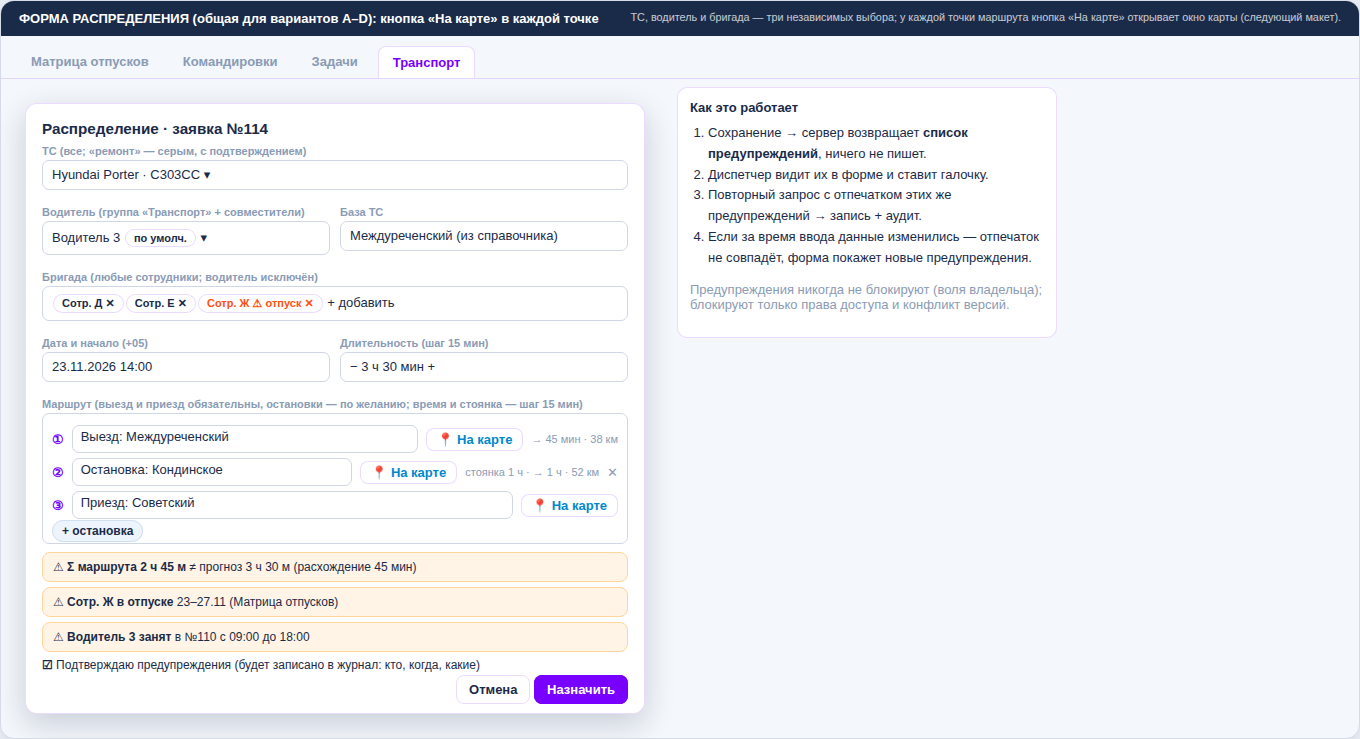 ФОРМА РАСПРЕДЕЛЕНИЯ (общая для вариантов A–D): кнопка «На карте» в каждой точке
ТС, водитель и бригада — три независимых выбора; у каждой точки маршрута кнопка «На карте» открывает окно карты (следующий макет).
Матрица отпусков
Командировки
Задачи
Транспорт
Распределение · заявка №114
ТС (все; «ремонт» — серым, с подтверждением)
Hyundai Porter · С303СС ▾
Водитель (группа «Транспорт» + совместители)
Водитель 3 по умолч. ▾
База ТС
Междуреченский (из справочника)
Бригада (любые сотрудники; водитель исключён)
Сотр. Д ✕ Сотр. Е ✕ Сотр. Ж ⚠ отпуск ✕ + добавить
Дата и начало (+05)
23.11.2026 14:00
Длительность (шаг 15 мин)
− 3 ч 30 мин +
Маршрут (выезд и приезд обязательны, остановки — по желанию; время и стоянка — шаг 15 мин)
① Выезд: Междуреченский 📍 На карте → 45 мин · 38 км
② Остановка: Кондинское 📍 На карте стоянка 1 ч · → 1 ч · 52 км ✕
③ Приезд: Советский 📍 На карте
+ остановка
⚠ Σ маршрута 2 ч 45 м ≠ прогноз 3 ч 30 м (расхождение 45 мин)
⚠ Сотр. Ж в отпуске 23–27.11 (Матрица отпусков)
⚠ Водитель 3 занят в №110 с 09:00 до 18:00
☑ Подтверждаю предупреждения (будет записано в журнал: кто, когда, какие)
Отмена
Назначить
Как это работает
1. Сохранение → сервер возвращает список
предупреждений, ничего не пишет.
2. Диспетчер видит их в форме и ставит галочку.
3. Повторный запрос с отпечатком этих же
предупреждений → запись + аудит.
4. Если за время ввода данные изменились — отпечаток
не совпадёт, форма покажет новые предупреждения.
Предупреждения никогда не блокируют (воля владельца);
блокируют только права доступа и конфликт версий.